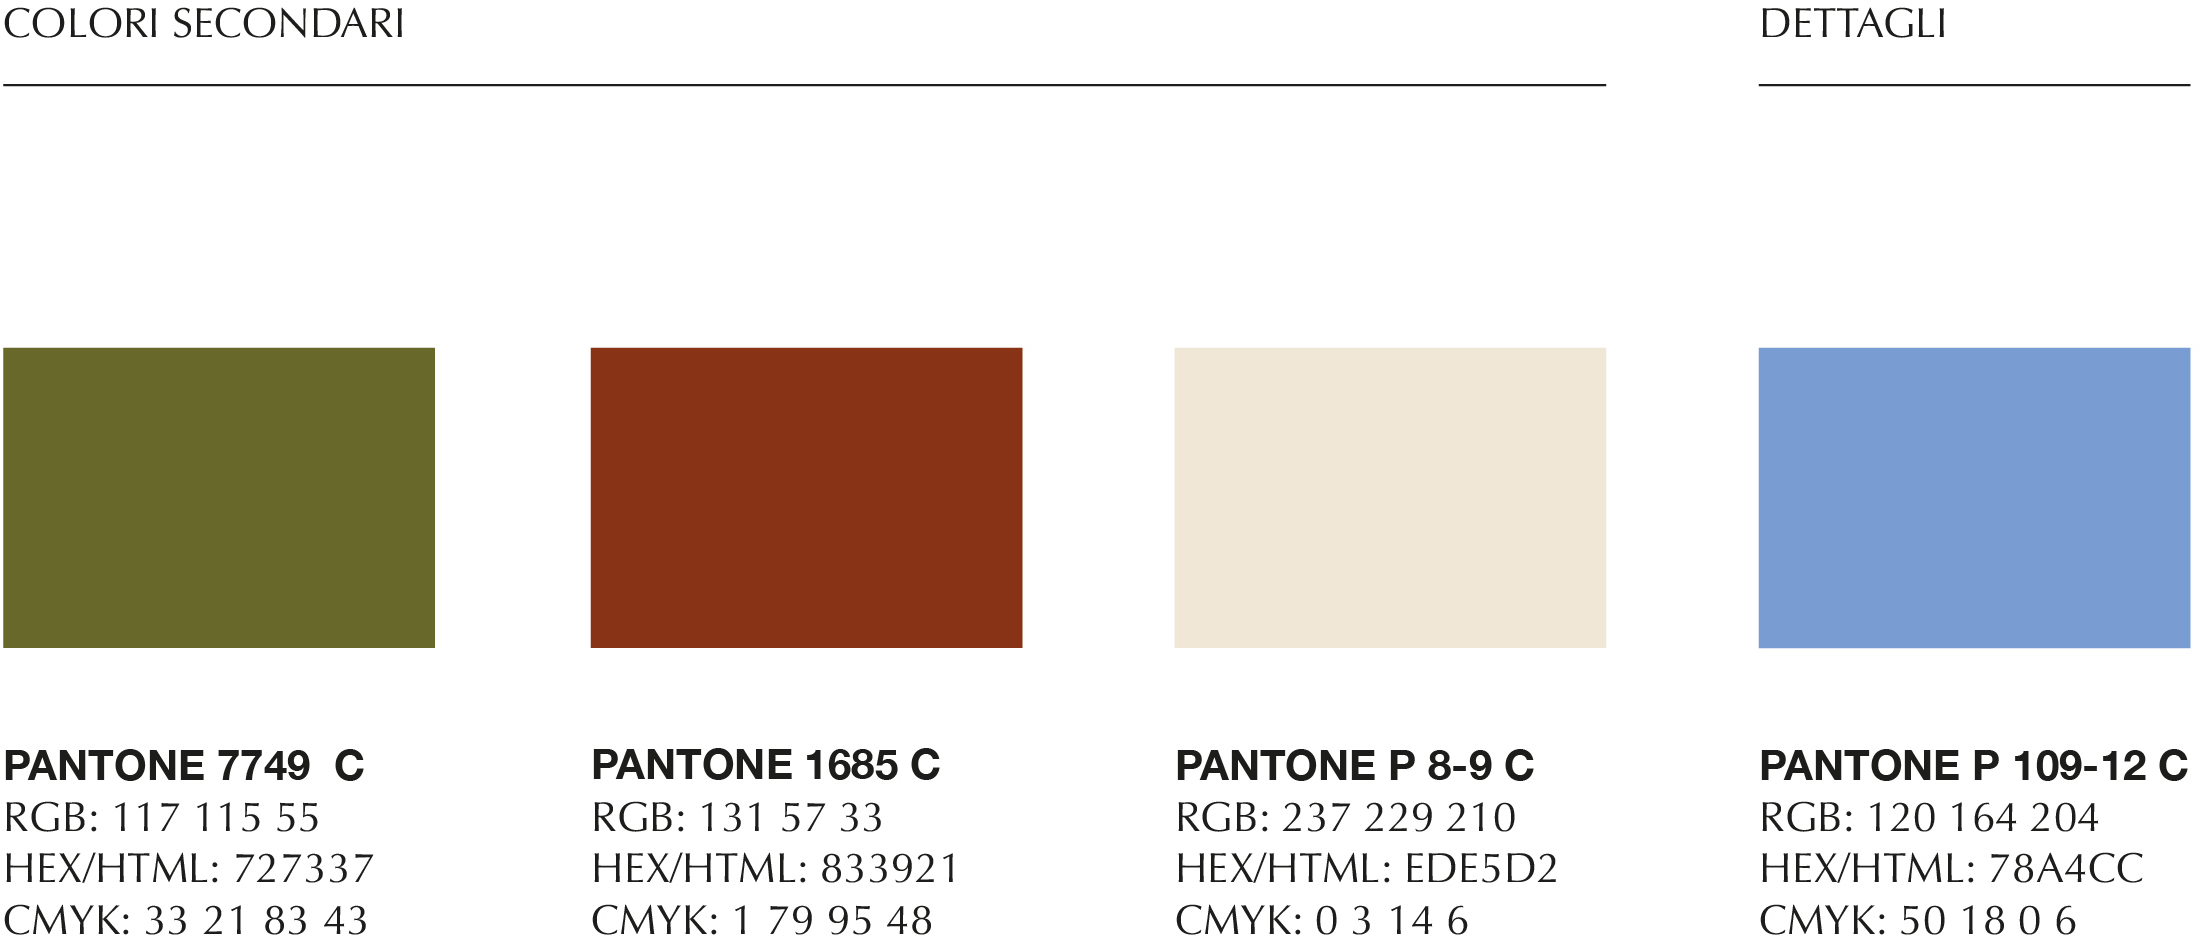 COLORI SECONDARI
DETTAGLI
PANTONE 7749  C
RGB: 117 115 55
HEX/HTML: 727337
CMYK: 33 21 83 43
PANTONE 1685 C
RGB: 131 57 33
HEX/HTML: 833921
CMYK: 1 79 95 48
PANTONE P 8-9 C
RGB: 237 229 210
HEX/HTML: EDE5D2
CMYK: 0 3 14 6
PANTONE P 109-12 C
RGB: 120 164 204
HEX/HTML: 78A4CC
CMYK: 50 18 0 6